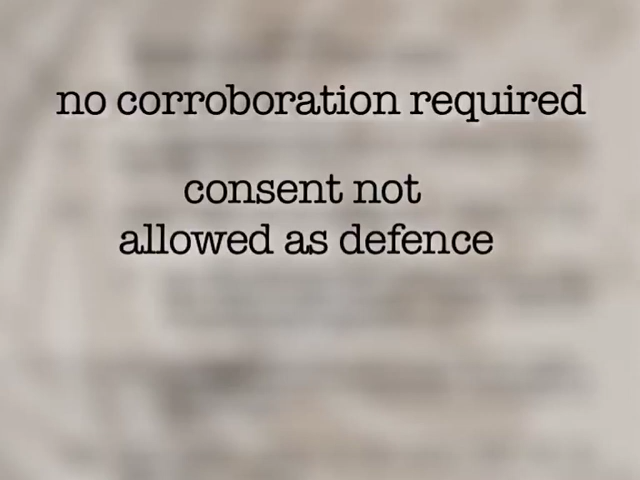 no corroboration required
consent not
allowed as defence